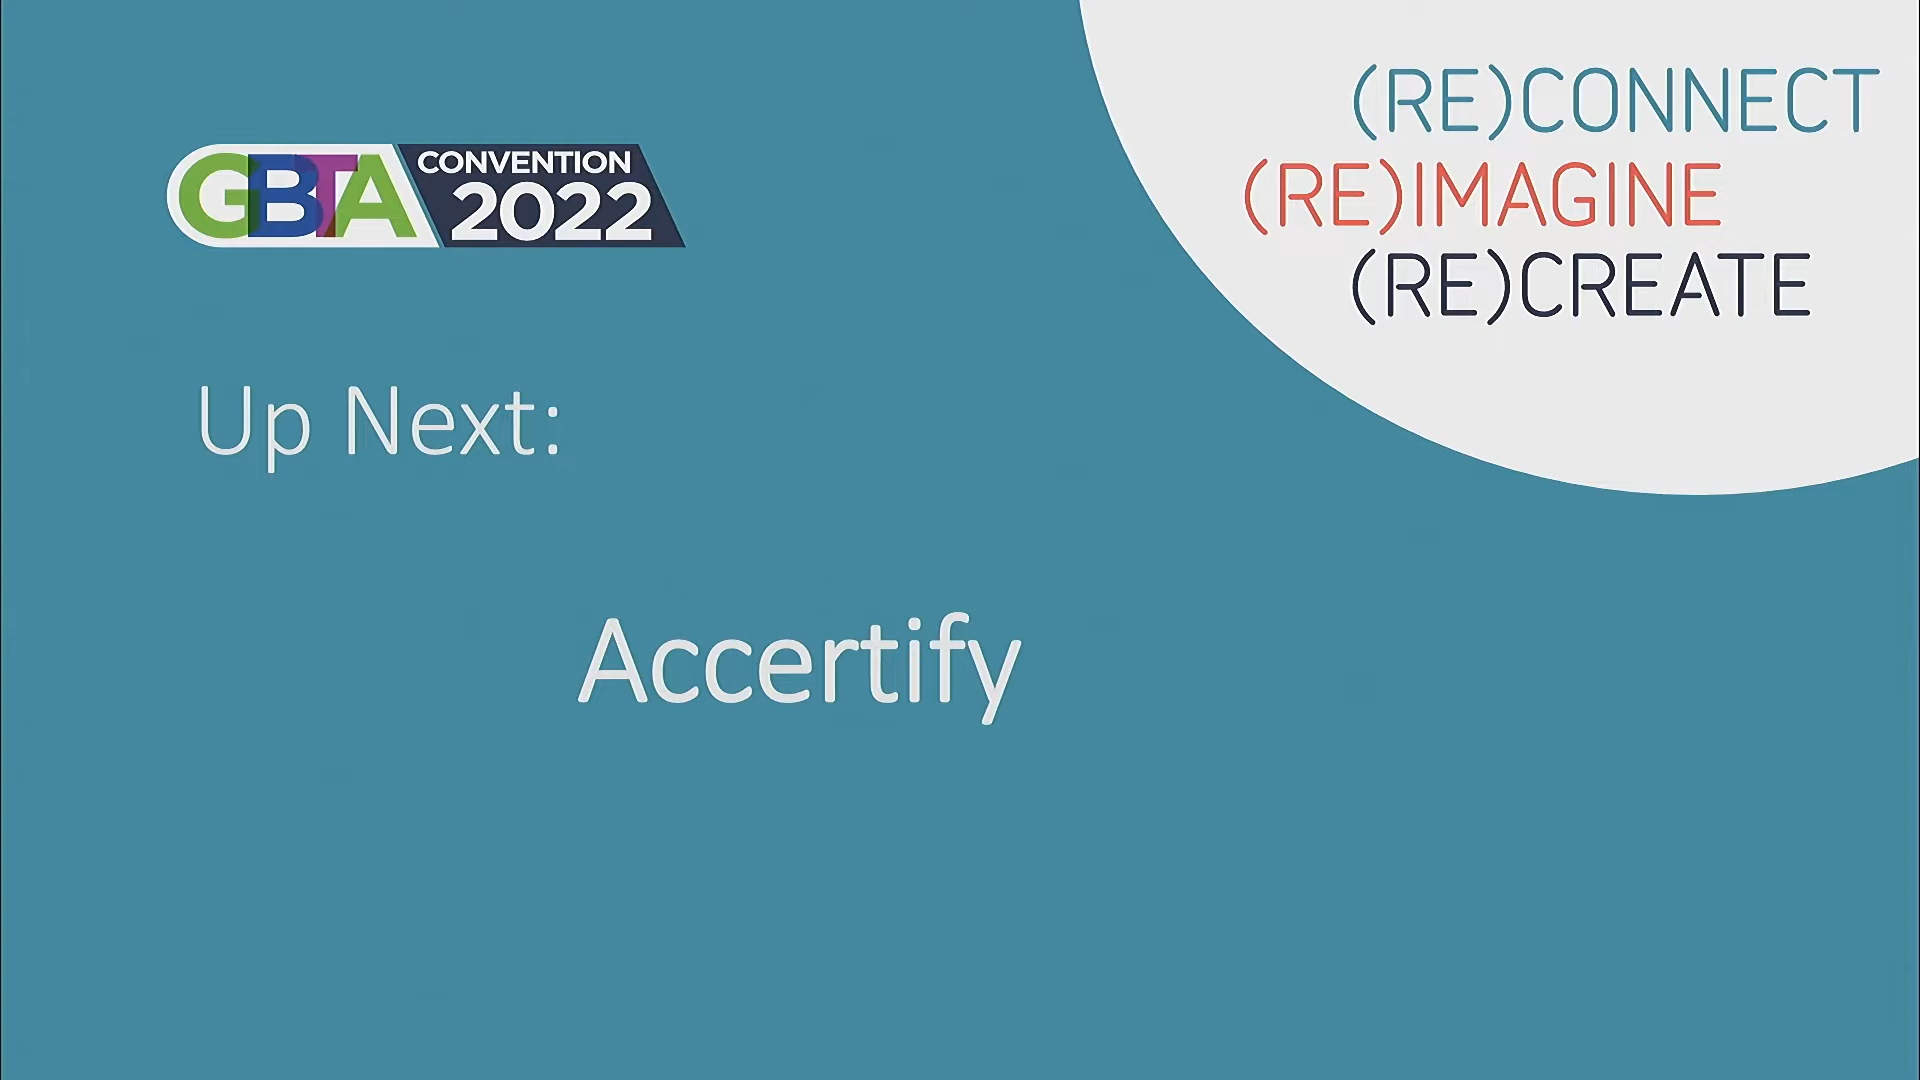 (RE)CONNECT
(RE)IMAGINE
(RE)CREATE
GBTA
CONVENTION
2022
Up Next:
Accertify